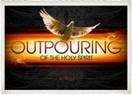 OUTPOURING
OF THE HOLY SPIRIT